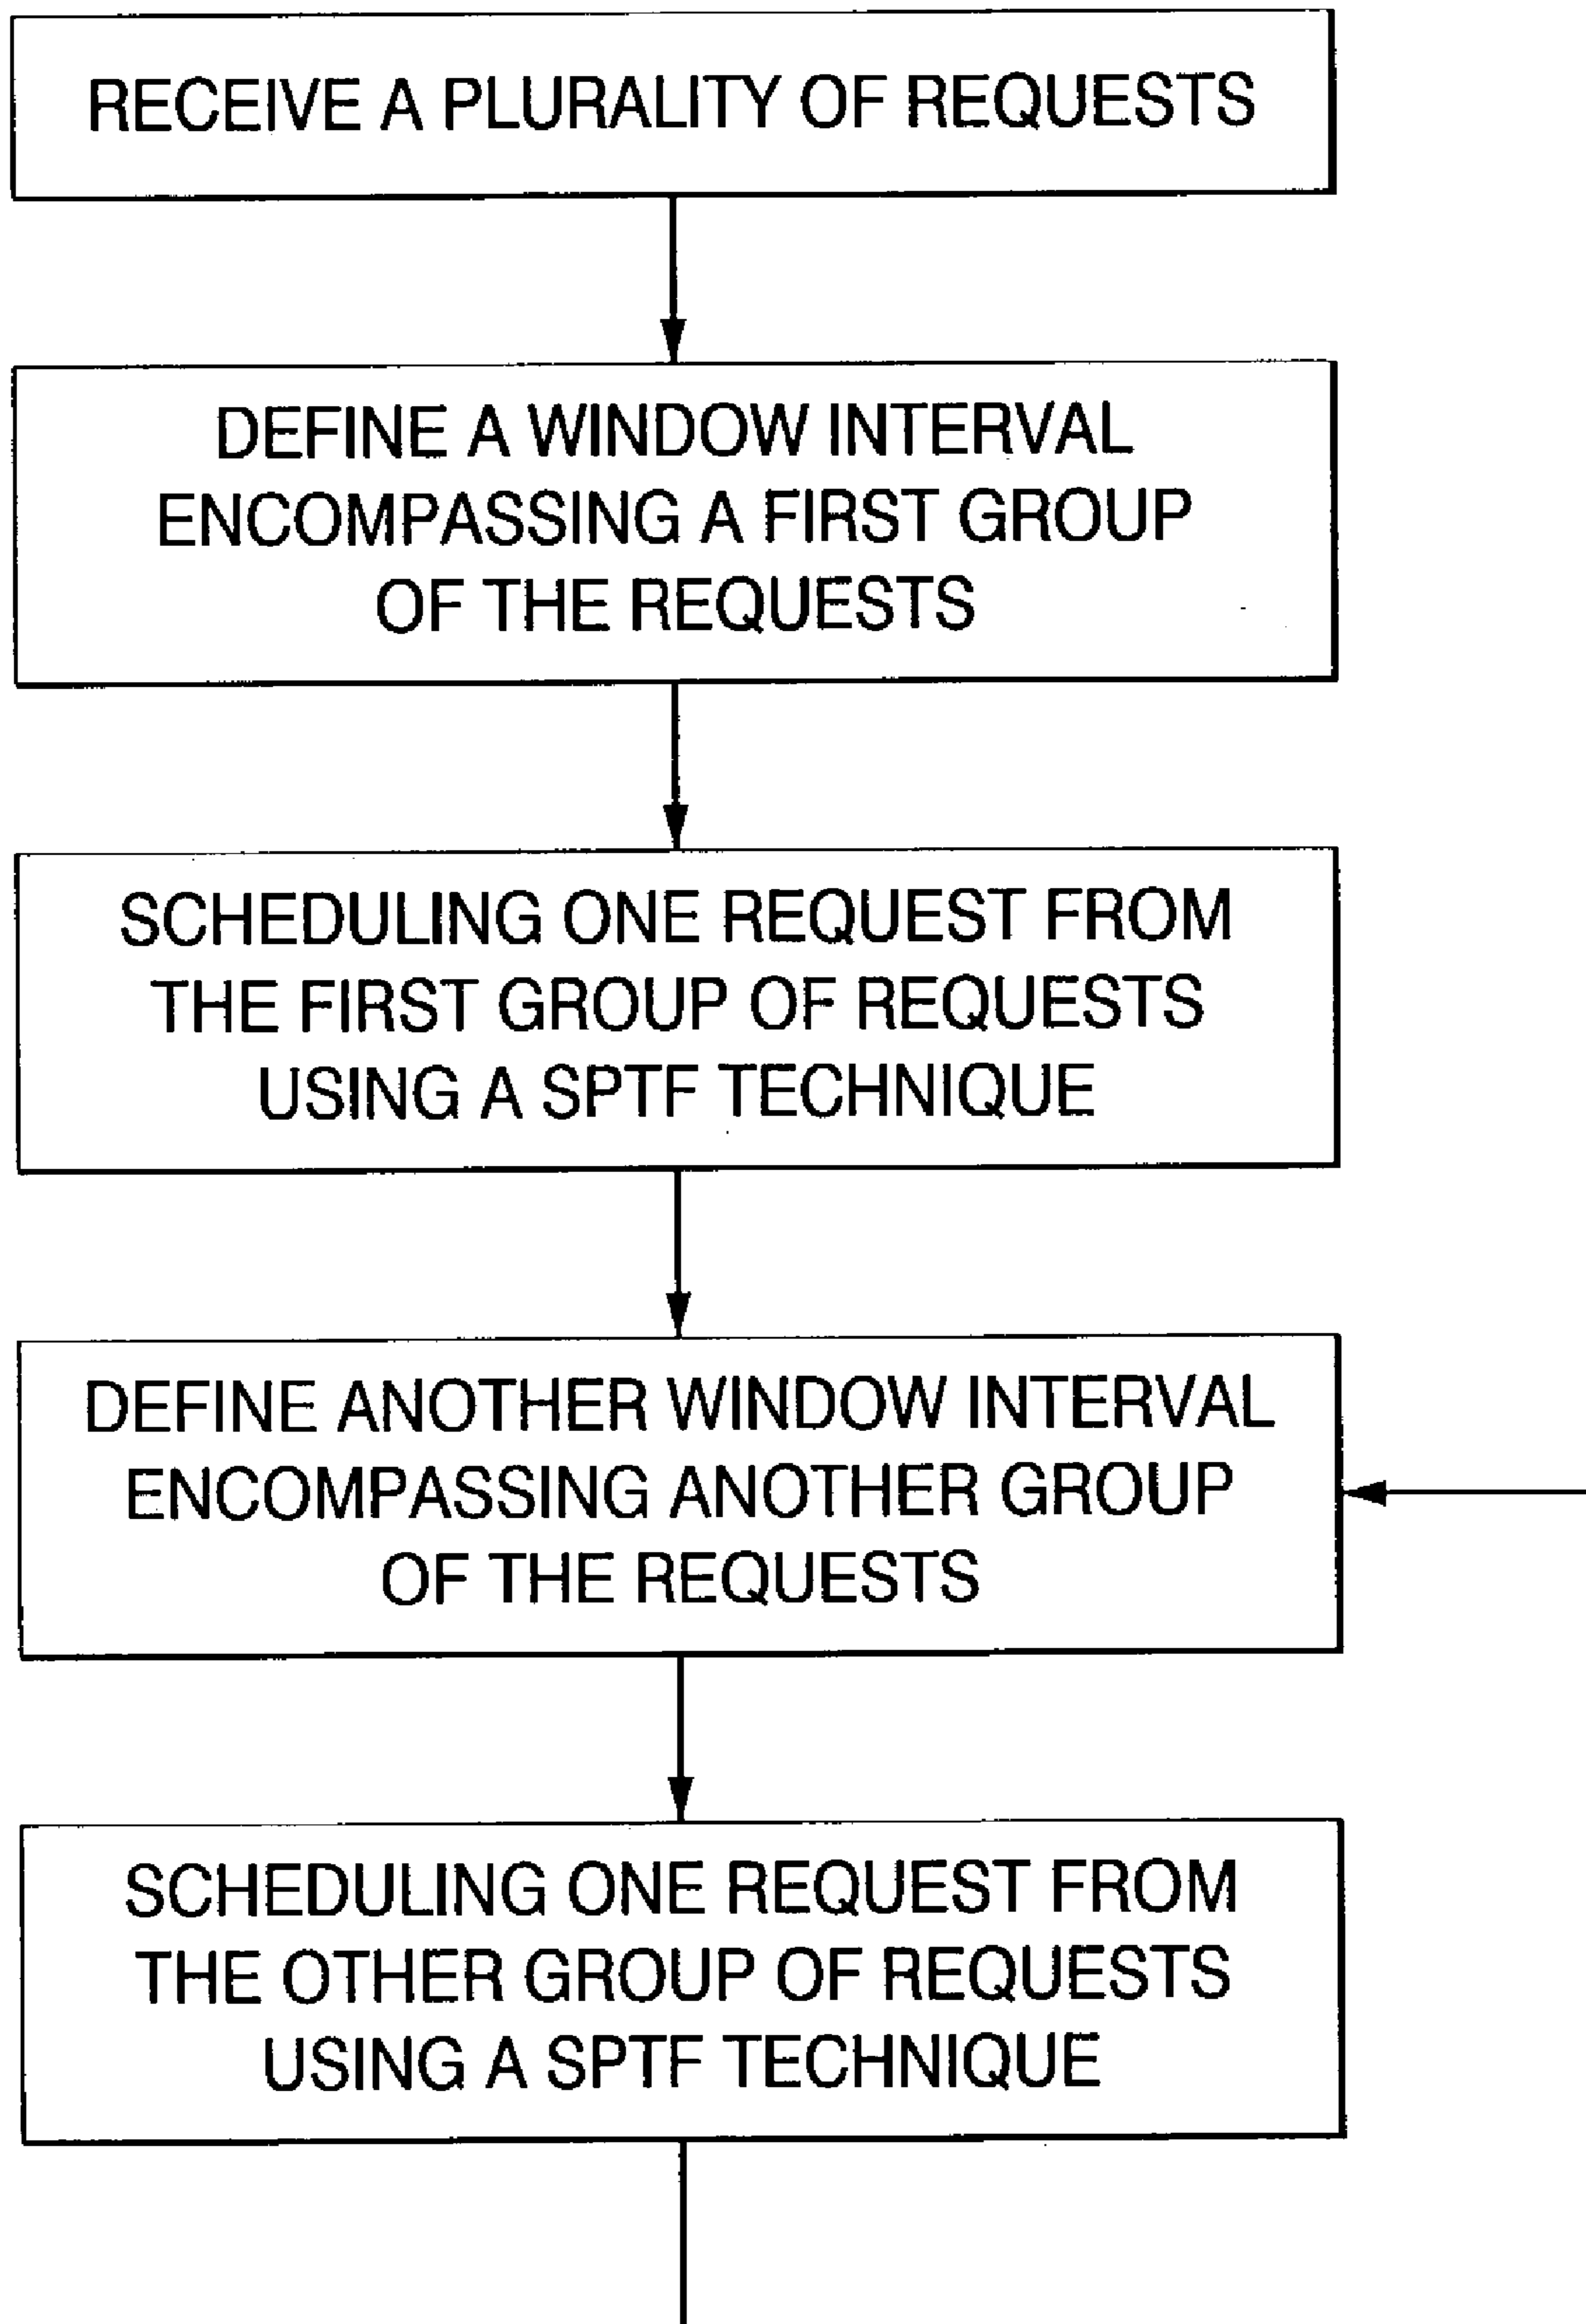 RECEIVE A PLURALITY OF REQUESTS
DEFINE A WINDOW INTERVAL
ENCOMPASSING A FIRST GROUP
OF THE REQUESTS
SCHEDULING ONE REQUEST FROM
THE FIRST GROUP OF REQUESTS
USING A SPTF TECHNIQUE
DEFINE ANOTHER WINDOW INTERVAL
ENCOMPASSING ANOTHER GROUP
OF THE REQUESTS
SCHEDULING ONE REQUEST FROM
THE OTHER GROUP OF REQUESTS
USING A SPTF TECHNIQUE